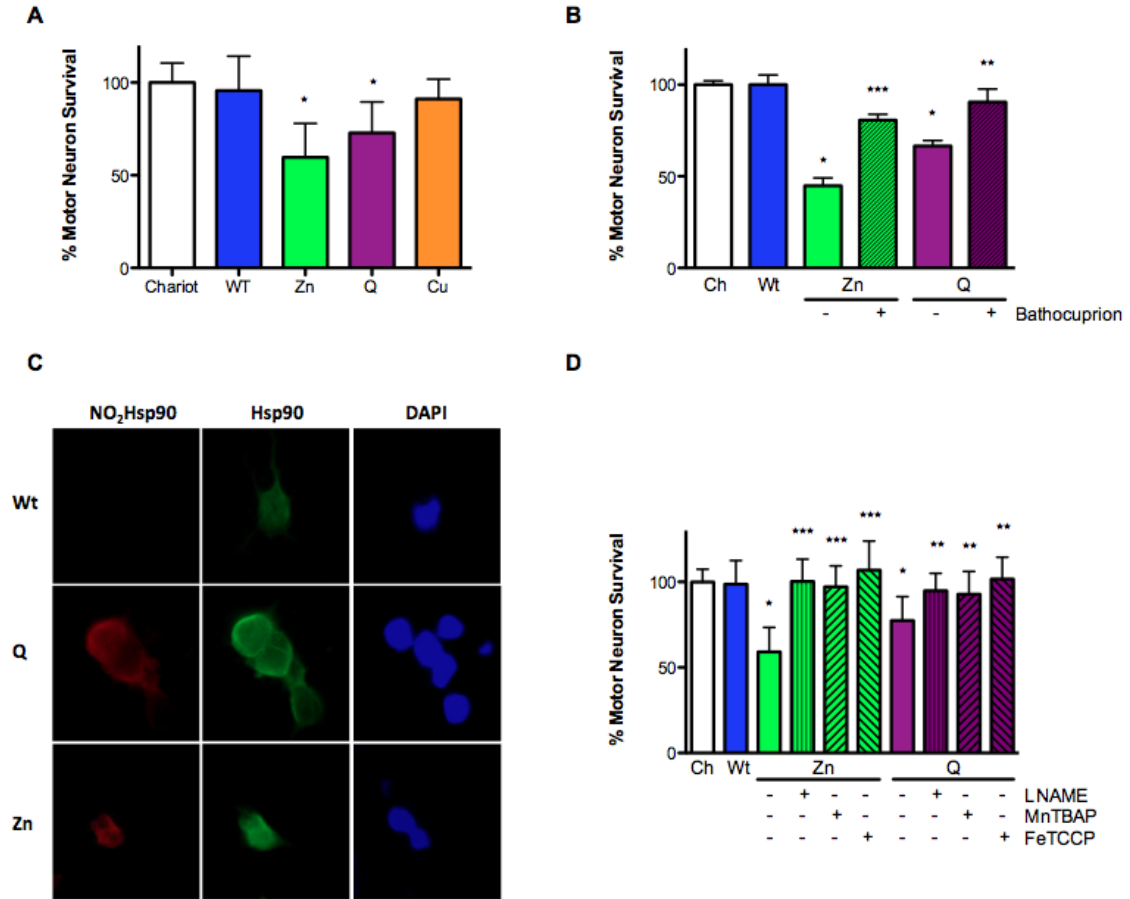 A
% Motor Neuron Survival
100
50
0
Chariot WT Zn Q Cu
* *
B
% Motor Neuron Survival
100
50
0
* *** * **
Ch Wt Zn Q
- + - + Bathocuprion
C
NO₂Hsp90 Hsp90 DAPI
Wt
Q
Zn
D
% Motor Neuron Survival
100
50
0
* *** *** *** * ** ** **
Ch Wt Zn Q
- + - - - + - - LNAME
- - + - - - + - MnTBAP
- - - + - - - + FeTCCP